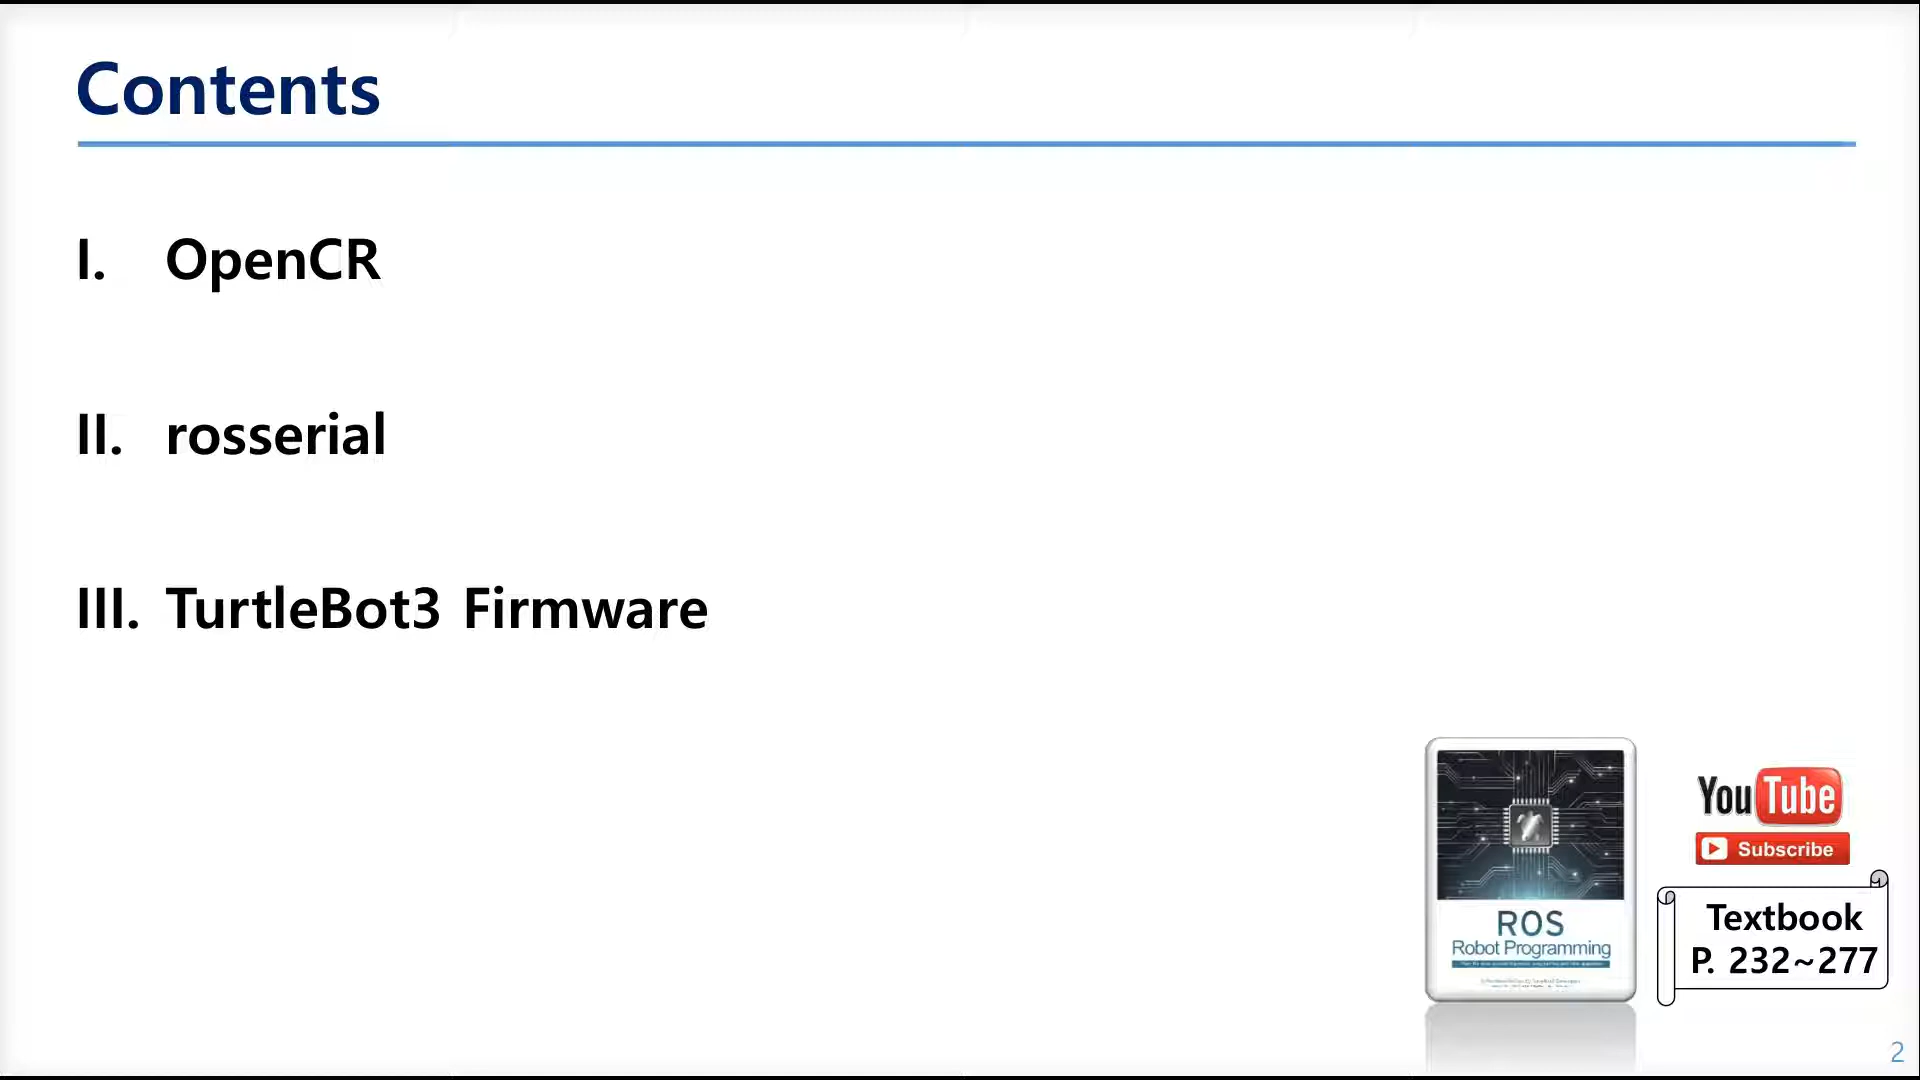 Contents
I. OpenCR
II. rosserial
III. TurtleBot3 Firmware
YouTube
Subscribe
ROS
Robot Programming
Textbook
P. 232~277
2